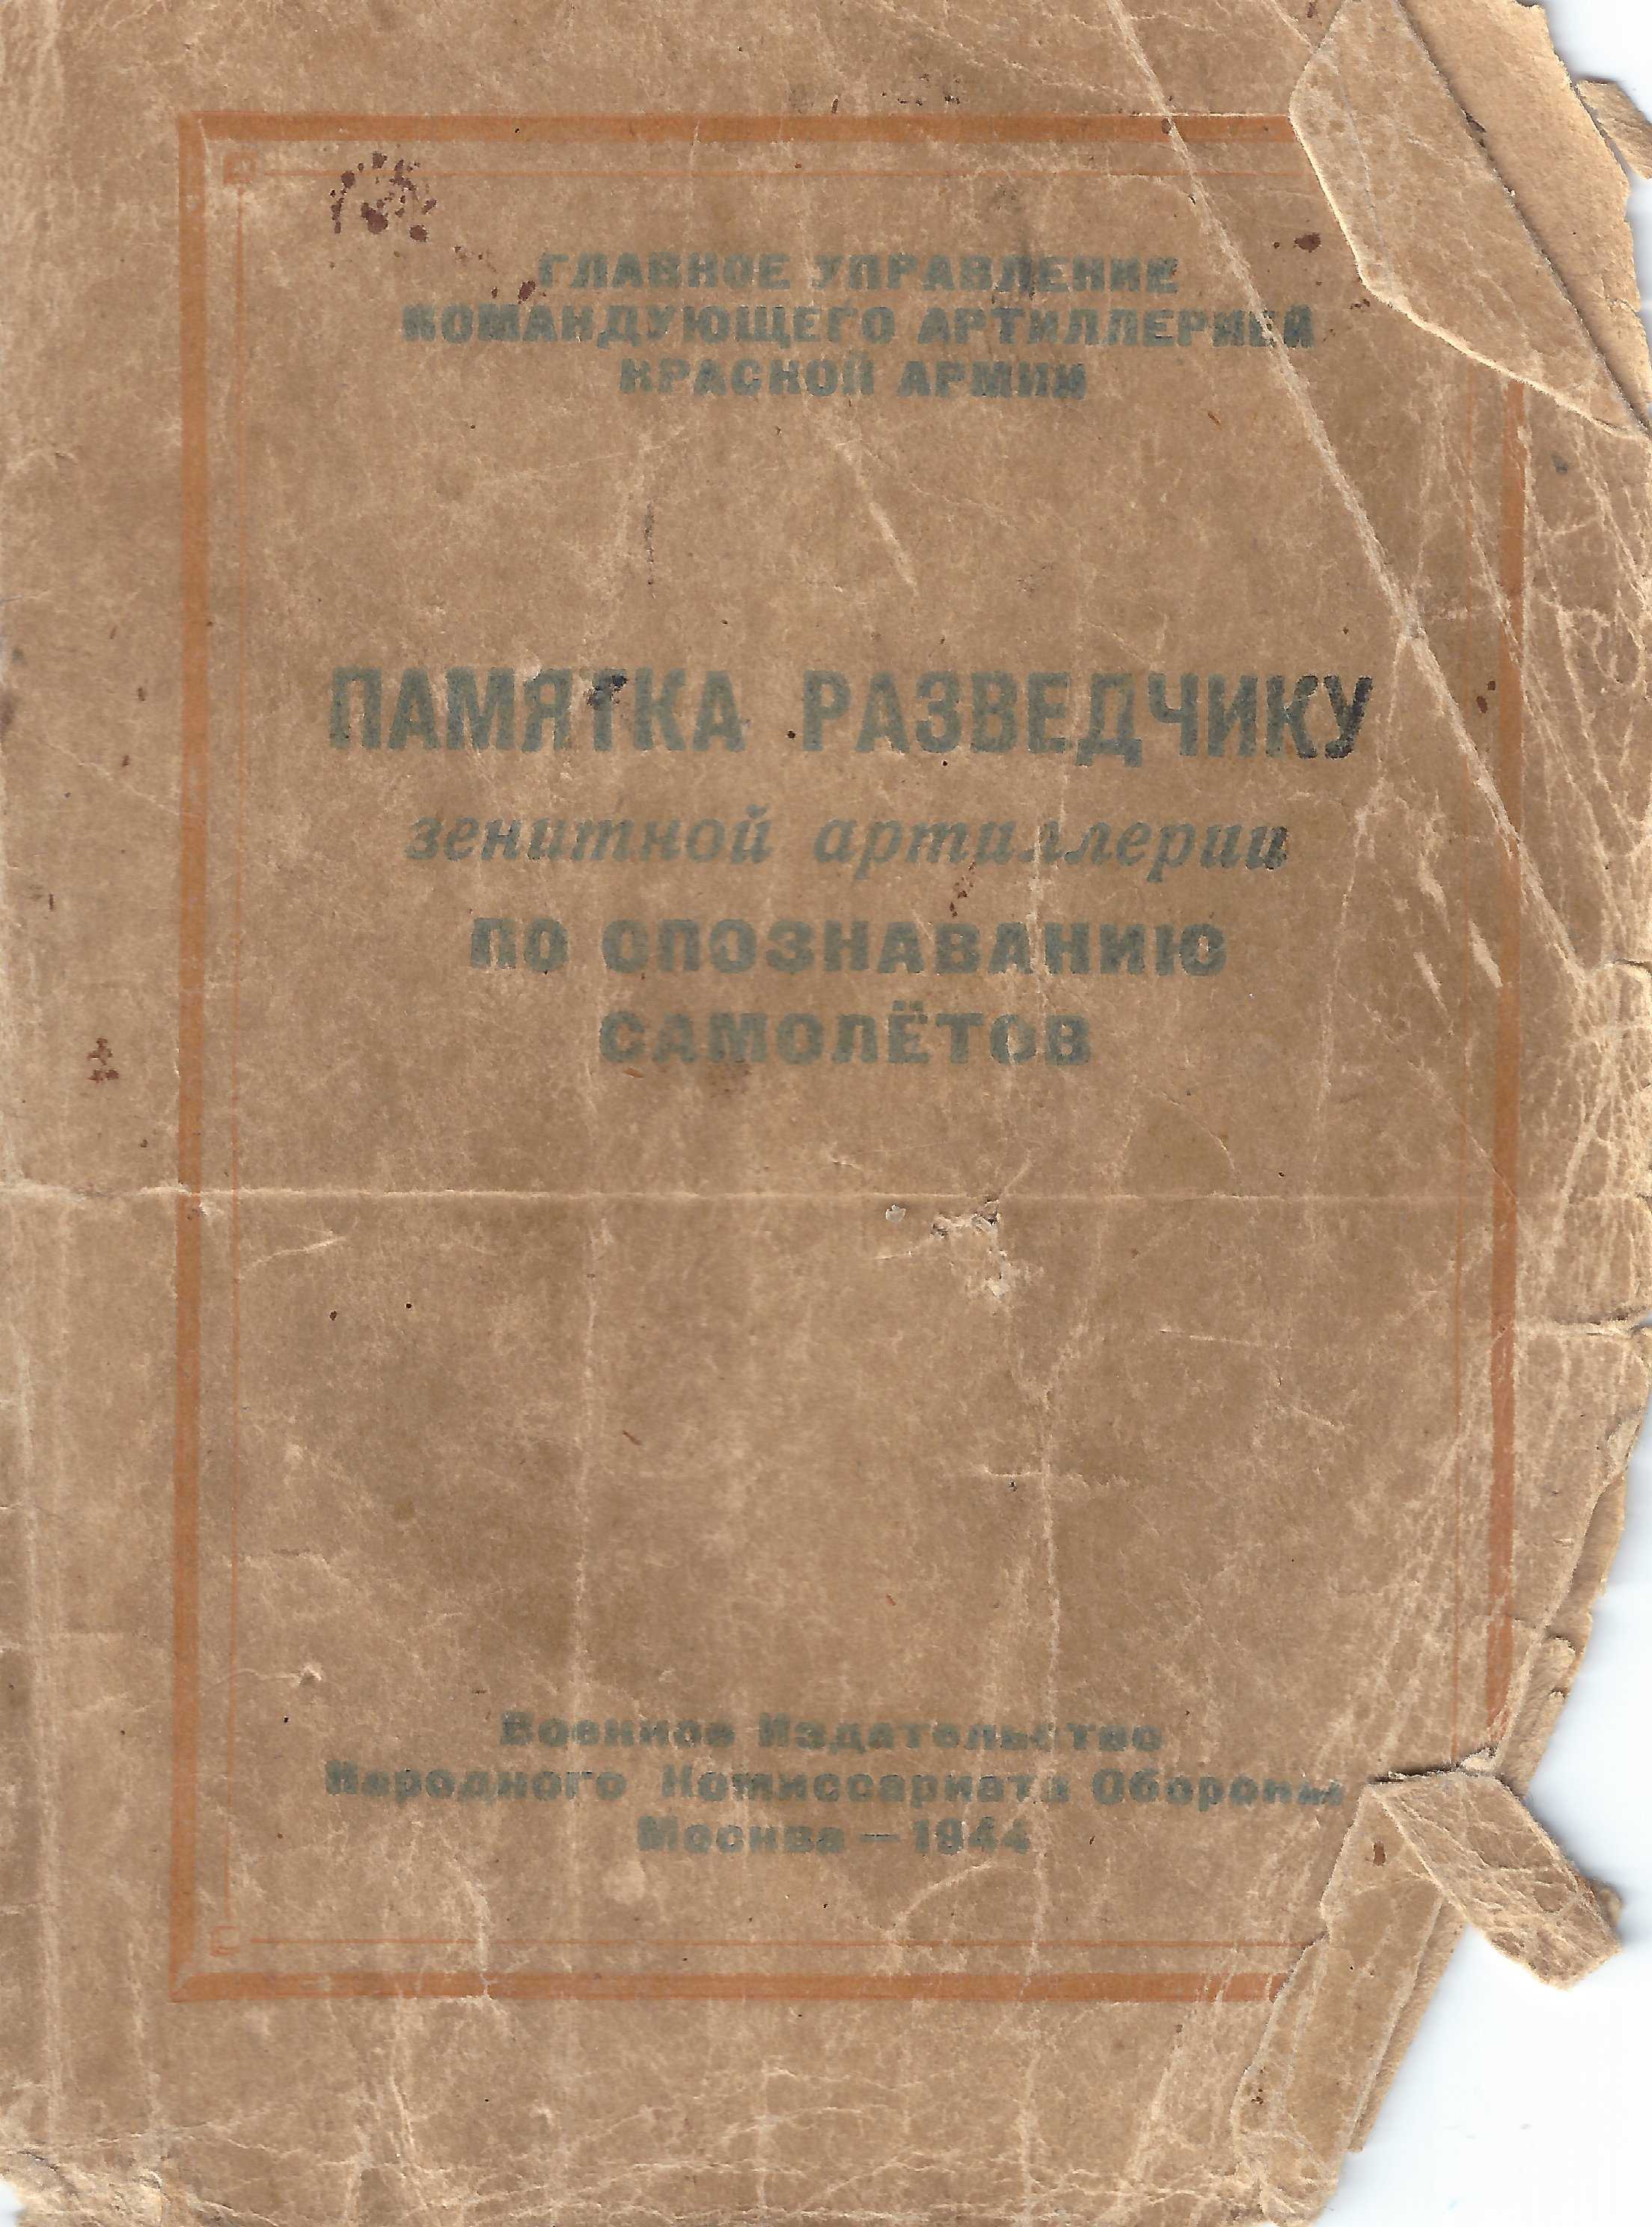 ГЛАВНОЕ УПРАВЛЕНИЕ
КОМАНДУЮЩЕГО АРТИЛЛЕРИЕЙ
КРАСНОЙ АРМИИ
ПАМЯТКА РАЗВЕДЧИКУ
зенитной артиллерии
ПО ОПОЗНАВАНИЮ
САМОЛЁТОВ
Военное Издательство
Народного Комиссариата Обороны
Москва — 1944